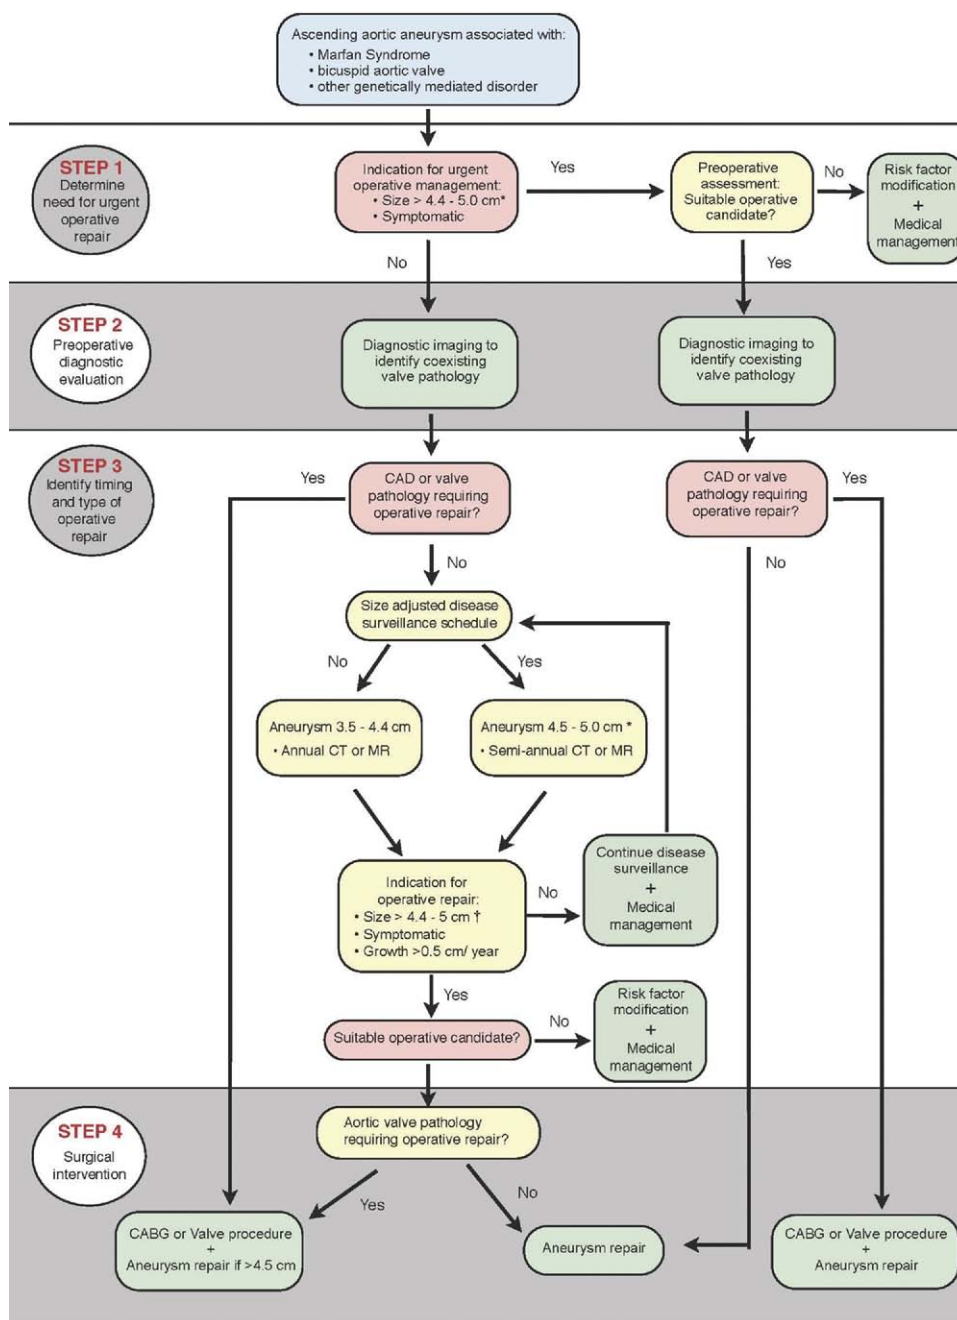 Ascending aortic aneurysm associated with:
• Marfan Syndrome
• bicuspid aortic valve
• other genetically mediated disorder
STEP 1
Determine
need for urgent
operative
repair
Indication for urgent
operative management:
• Size > 4.4 - 5.0 cm*
• Symptomatic
Yes
Preoperative
assessment:
Suitable operative
candidate?
No
Risk factor
modification
+
Medical
management
No
Yes
STEP 2
Preoperative
diagnostic
evaluation
Diagnostic imaging to
identify coexisting
valve pathology
Diagnostic imaging to
identify coexisting
valve pathology
STEP 3
Identify timing
and type of
operative
repair
Yes
CAD or valve
pathology requiring
operative repair?
CAD or valve
pathology requiring
operative repair?
Yes
No
No
Size adjusted disease
surveillance schedule
No
Yes
Aneurysm 3.5 - 4.4 cm
• Annual CT or MR
Aneurysm 4.5 - 5.0 cm *
• Semi-annual CT or MR
Indication for
operative repair:
• Size > 4.4 - 5 cm †
• Symptomatic
• Growth >0.5 cm/ year
No
Continue disease
surveillance
+
Medical
management
Yes
Suitable operative candidate?
No
Risk factor
modification
+
Medical
management
STEP 4
Surgical
intervention
Aortic valve pathology
requiring operative repair?
Yes
No
CABG or Valve procedure
+
Aneurysm repair if >4.5 cm
Aneurysm repair
CABG or Valve procedure
+
Aneurysm repair